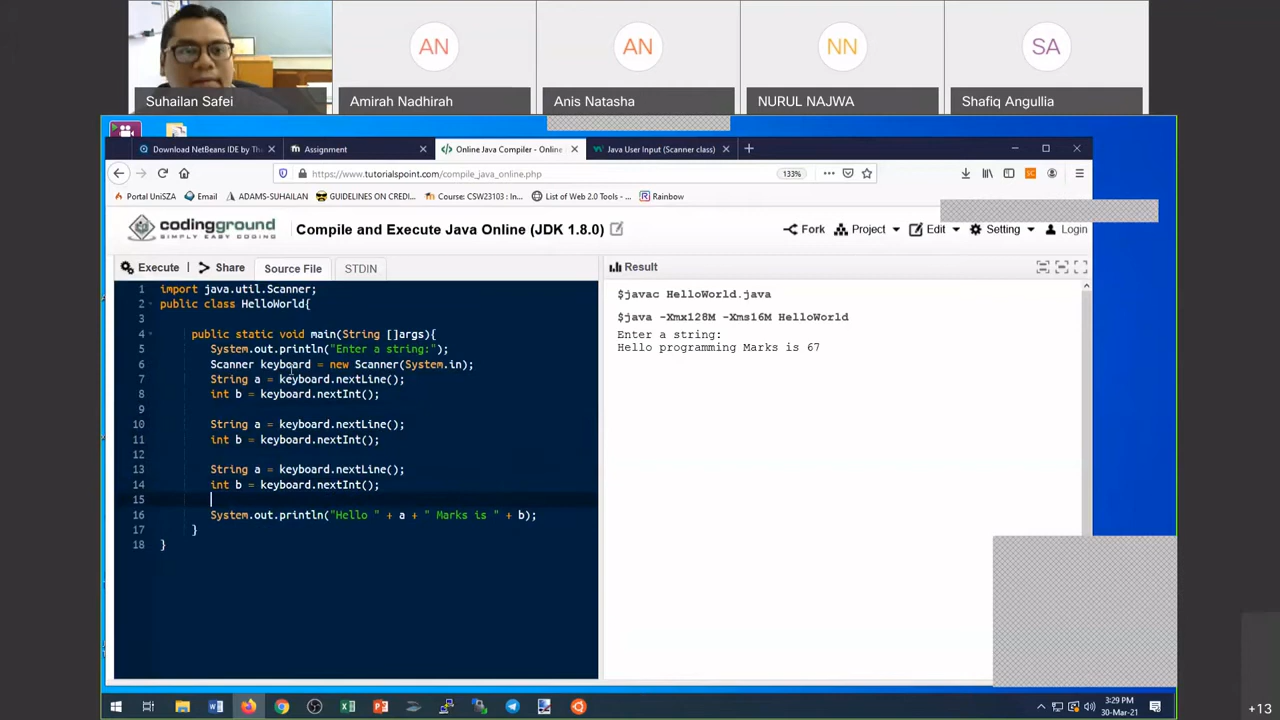 AN
AN
NN
SA
Suhailan Safei
Amirah Nadhirah
Anis Natasha
NURUL NAJWA
Shafiq Angullia
Download NetBeans IDE by Th
Assignment
Online Java Compiler - Online
Java User Input (Scanner class)
https://www.tutorialspoint.com/compile_java_online.php
133%
Portal UniSZA
Email
ADAMS-SUHAILAN
GUIDELINES ON CREDI...
Course: CSW23103 : In...
List of Web 2.0 Tools - ...
Rainbow
codingground
SIMPLY EASY CODING
Compile and Execute Java Online (JDK 1.8.0)
Fork
Project
Edit
Setting
Login
Execute
Share
Source File
STDIN
Result
1 import java.util.Scanner;
2 public class HelloWorld{
3
4 public static void main(String []args){
5 System.out.println("Enter a string:");
6 Scanner keyboard = new Scanner(System.in);
7 String a = keyboard.nextLine();
8 int b = keyboard.nextInt();
9
10 String a = keyboard.nextLine();
11 int b = keyboard.nextInt();
12
13 String a = keyboard.nextLine();
14 int b = keyboard.nextInt();
15
16 System.out.println("Hello " + a + " Marks is " + b);
17 }
18 }
$javac HelloWorld.java
$java -Xmx128M -Xms16M HelloWorld
Enter a string:
Hello programming Marks is 67
3:29 PM
30-Mar-21
+13